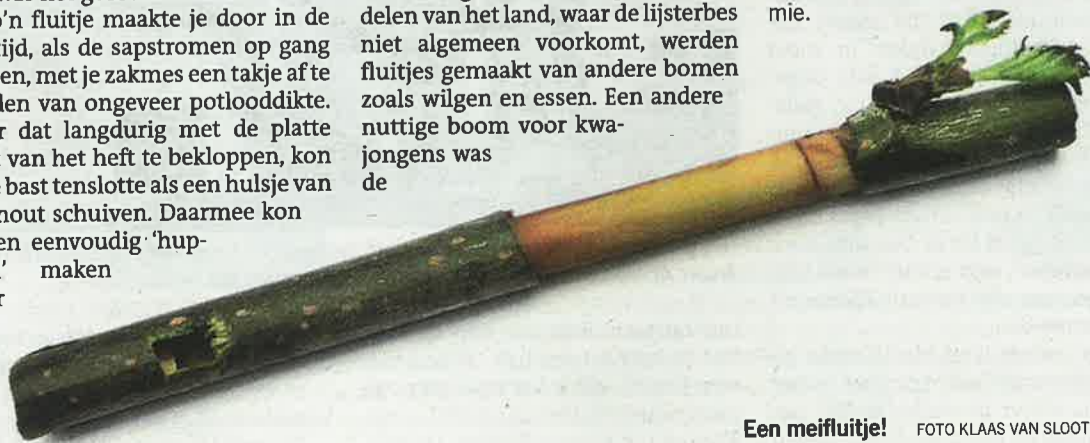 o'n fluitje maakte je door in de
tijd, als de sapstromen op gang
en, met je zakmes een takje af te
den van ongeveer potlooddikte.
r dat langdurig met de platte
van het heft te bekloppen, kon
bast tenslotte als een hulsje van
hout schuiven. Daarmee kon
en eenvoudig 'hup-
' maken
r
delen van het land, waar de lijsterbes
niet algemeen voorkomt, werden
fluitjes gemaakt van andere bomen
zoals wilgen en essen. Een andere
nuttige boom voor kwa-
jongens was
de
mie.
Een meifluitje! FOTO KLAAS VAN SLOOT